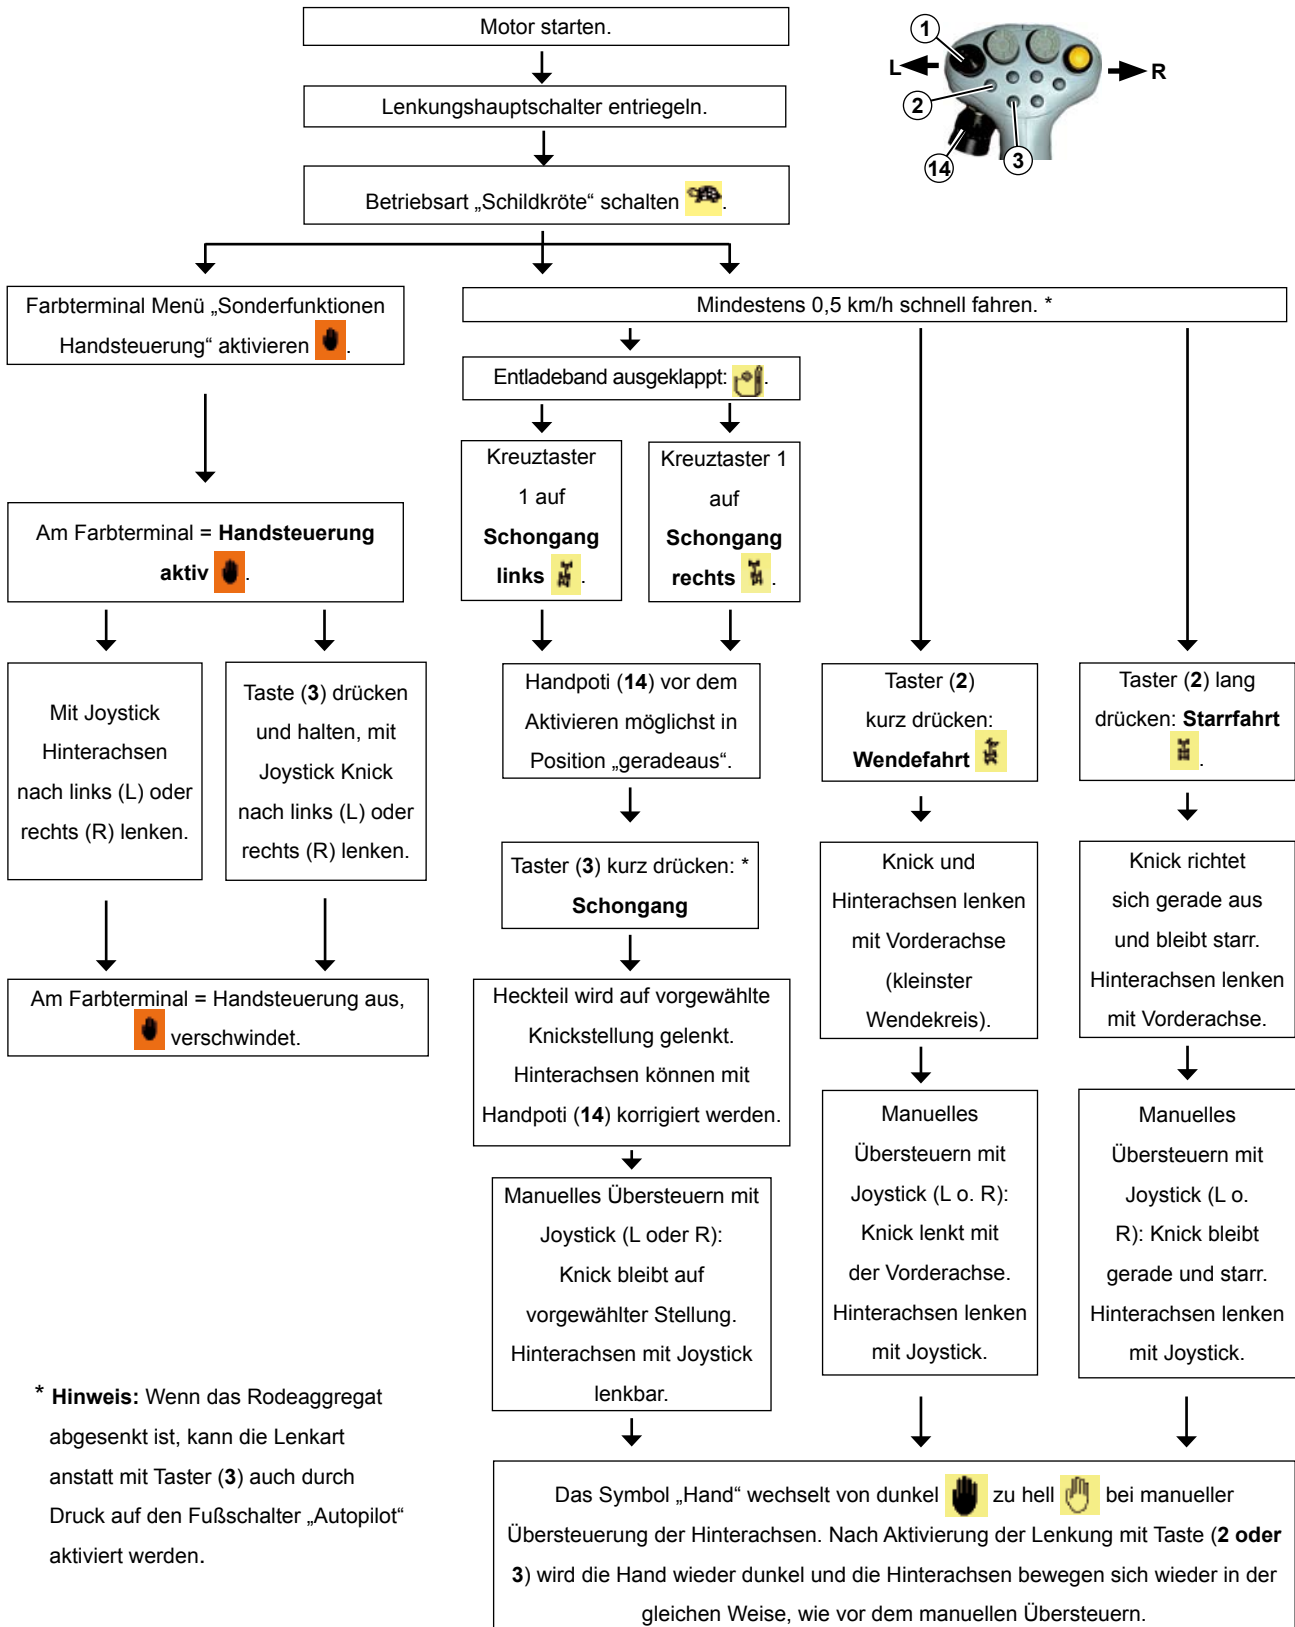 Motor starten.
Lenkungshauptschalter entriegeln.
Betriebsart „Schildkröte“ schalten .
1
L
R
2
14
3
Farbterminal Menü „Sonderfunktionen
Handsteuerung“ aktivieren .
Mindestens 0,5 km/h schnell fahren. *
Entladeband ausgeklappt: .
Kreuztaster
1 auf
Schongang
links .
Kreuztaster 1
auf
Schongang
rechts .
Am Farbterminal = Handsteuerung
aktiv .
Mit Joystick
Hinterachsen
nach links (L) oder
rechts (R) lenken.
Taste (3) drücken
und halten, mit
Joystick Knick
nach links (L) oder
rechts (R) lenken.
Handpoti (14) vor dem
Aktivieren möglichst in
Position „geradeaus“.
Taster (2)
kurz drücken:
Wendefahrt
Taster (2) lang
drücken: Starrfahrt
.
Taster (3) kurz drücken: *
Schongang
Knick und
Hinterachsen lenken
mit Vorderachse
(kleinster
Wendekreis).
Knick richtet
sich gerade aus
und bleibt starr.
Hinterachsen lenken
mit Vorderachse.
Am Farbterminal = Handsteuerung aus,
verschwindet.
Heckteil wird auf vorgewählte
Knickstellung gelenkt.
Hinterachsen können mit
Handpoti (14) korrigiert werden.
Manuelles Übersteuern mit
Joystick (L oder R):
Knick bleibt auf
vorgewählter Stellung.
Hinterachsen mit Joystick
lenkbar.
Manuelles
Übersteuern mit
Joystick (L o. R):
Knick lenkt mit
der Vorderachse.
Hinterachsen lenken
mit Joystick.
Manuelles
Übersteuern mit
Joystick (L o.
R): Knick bleibt
gerade und starr.
Hinterachsen lenken
mit Joystick.
* Hinweis: Wenn das Rodeaggregat
abgesenkt ist, kann die Lenkart
anstatt mit Taster (3) auch durch
Druck auf den Fußschalter „Autopilot“
aktiviert werden.
Das Symbol „Hand“ wechselt von dunkel zu hell bei manueller
Übersteuerung der Hinterachsen. Nach Aktivierung der Lenkung mit Taste (2 oder
3) wird die Hand wieder dunkel und die Hinterachsen bewegen sich wieder in der
gleichen Weise, wie vor dem manuellen Übersteuern.